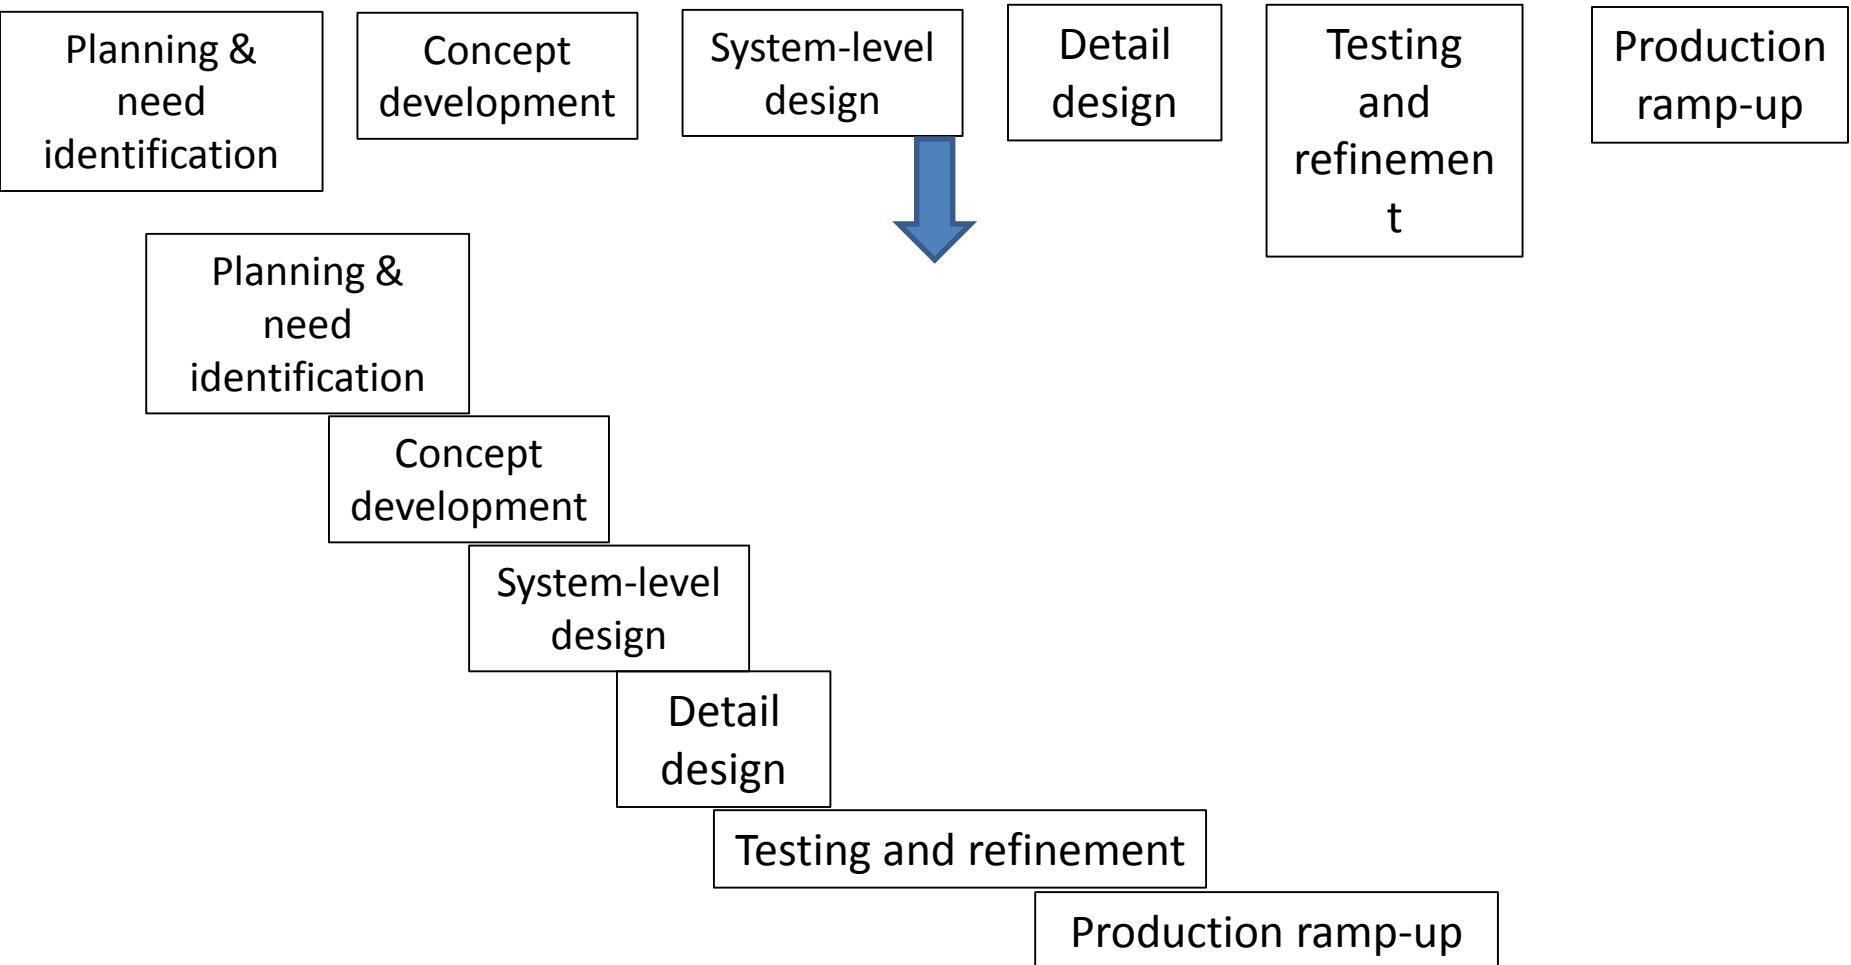 Planning &
need
identification
Concept
development
System-level
design
Detail
design
Testing
and
refinemen
t
Production
ramp-up
Planning &
need
identification
Concept
development
System-level
design
Detail
design
Testing and refinement
Production ramp-up